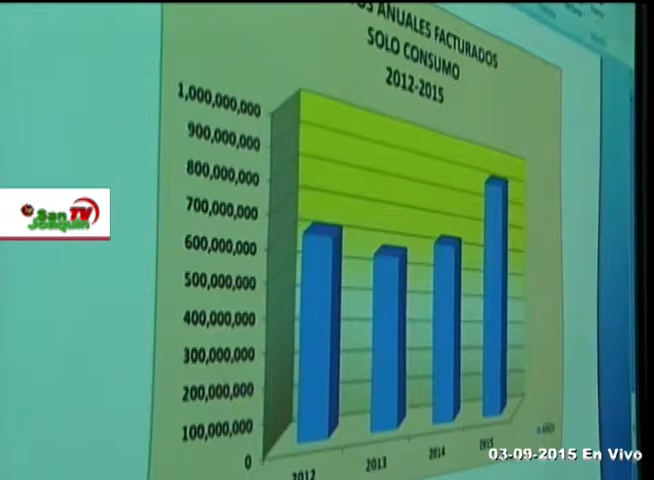 ANUALES FACTURADOS
SOLO CONSUMO
2012-2015
1,000,000,000
900,000,000
800,000,000
700,000,000
600,000,000
500,000,000
400,000,000
300,000,000
200,000,000
100,000,000
0
2012
2013
2014
2015
San
Joaquin
TV
03-09-2015 En Vivo